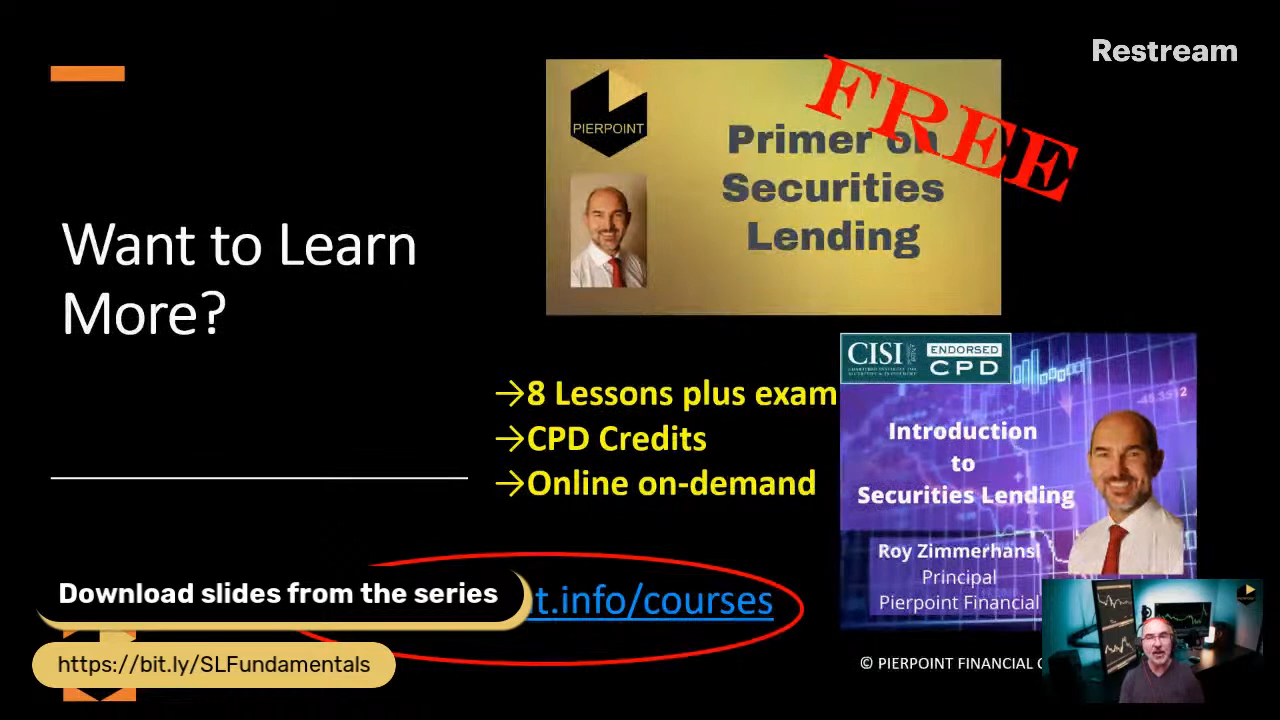 Restream
FREE
PIERPOINT
Primer on
Securities
Lending
Want to Learn
More?
CISI
ENDORSED
CPD
→8 Lessons plus exam
→CPD Credits
→Online on-demand
Introduction
to
Securities Lending
Roy Zimmerhansl
Principal
Pierpoint Financial
Download slides from the series
t.info/courses
https://bit.ly/SLFundamentals
© PIERPOINT FINANCIAL